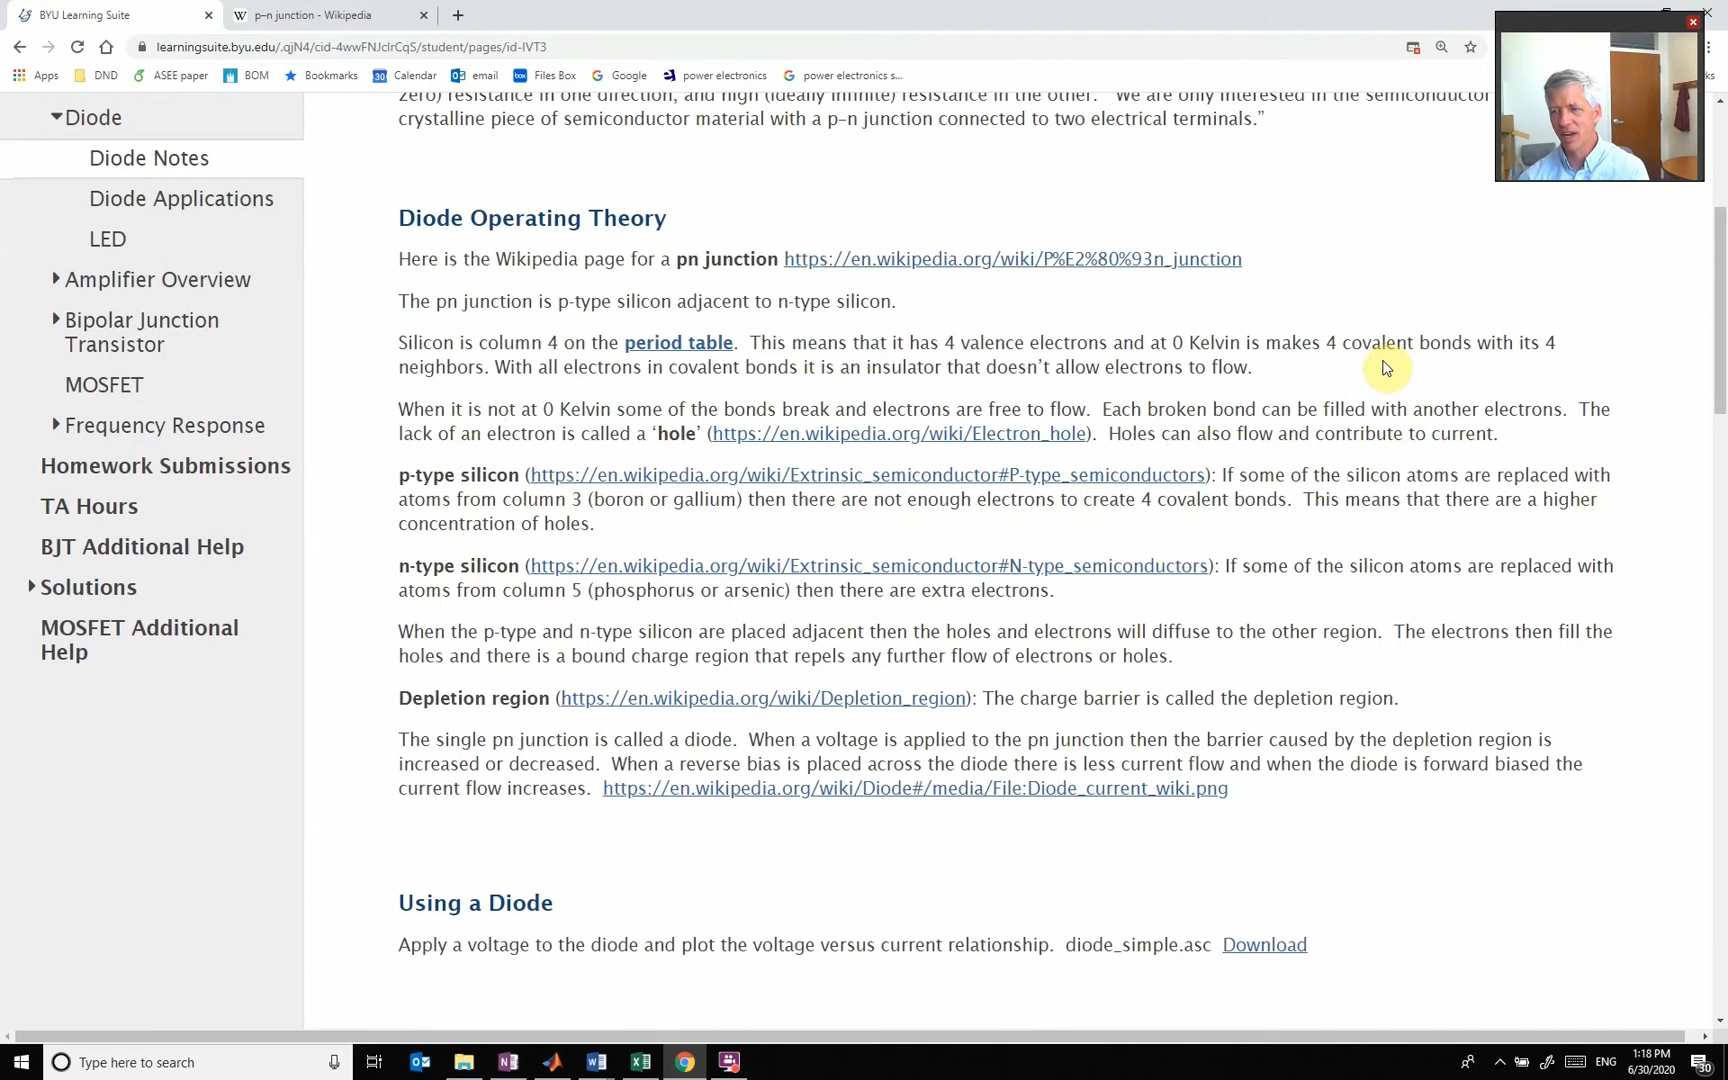 BYU Learning Suite
p–n junction - Wikipedia
learningsuite.byu.edu/.qjN4/cid-4wwFNJclrCqS/student/pages/id-IVT3
Apps
DND
ASEE paper
BOM
Bookmarks
Calendar
email
Files Box
Google
power electronics
power electronics s...
Diode
Diode Notes
Diode Applications
LED
Amplifier Overview
Bipolar Junction
Transistor
MOSFET
Frequency Response
Homework Submissions
TA Hours
BJT Additional Help
Solutions
MOSFET Additional
Help
zero) resistance in one direction, and high (ideally infinite) resistance in the other.  We are only interested in the semiconductor
crystalline piece of semiconductor material with a p–n junction connected to two electrical terminals.”
Diode Operating Theory
Here is the Wikipedia page for a pn junction https://en.wikipedia.org/wiki/P%E2%80%93n_junction
The pn junction is p-type silicon adjacent to n-type silicon.
Silicon is column 4 on the period table.  This means that it has 4 valence electrons and at 0 Kelvin is makes 4 covalent bonds with its 4
neighbors. With all electrons in covalent bonds it is an insulator that doesn’t allow electrons to flow.
When it is not at 0 Kelvin some of the bonds break and electrons are free to flow.  Each broken bond can be filled with another electrons.  The
lack of an electron is called a ‘hole’ (https://en.wikipedia.org/wiki/Electron_hole).  Holes can also flow and contribute to current.
p-type silicon (https://en.wikipedia.org/wiki/Extrinsic_semiconductor#P-type_semiconductors): If some of the silicon atoms are replaced with
atoms from column 3 (boron or gallium) then there are not enough electrons to create 4 covalent bonds.  This means that there are a higher
concentration of holes.
n-type silicon (https://en.wikipedia.org/wiki/Extrinsic_semiconductor#N-type_semiconductors): If some of the silicon atoms are replaced with
atoms from column 5 (phosphorus or arsenic) then there are extra electrons.
When the p-type and n-type silicon are placed adjacent then the holes and electrons will diffuse to the other region.  The electrons then fill the
holes and there is a bound charge region that repels any further flow of electrons or holes.
Depletion region (https://en.wikipedia.org/wiki/Depletion_region): The charge barrier is called the depletion region.
The single pn junction is called a diode.  When a voltage is applied to the pn junction then the barrier caused by the depletion region is
increased or decreased.  When a reverse bias is placed across the diode there is less current flow and when the diode is forward biased the
current flow increases.  https://en.wikipedia.org/wiki/Diode#/media/File:Diode_current_wiki.png
Using a Diode
Apply a voltage to the diode and plot the voltage versus current relationship.  diode_simple.asc  Download
Type here to search
ENG
1:18 PM
6/30/2020
30